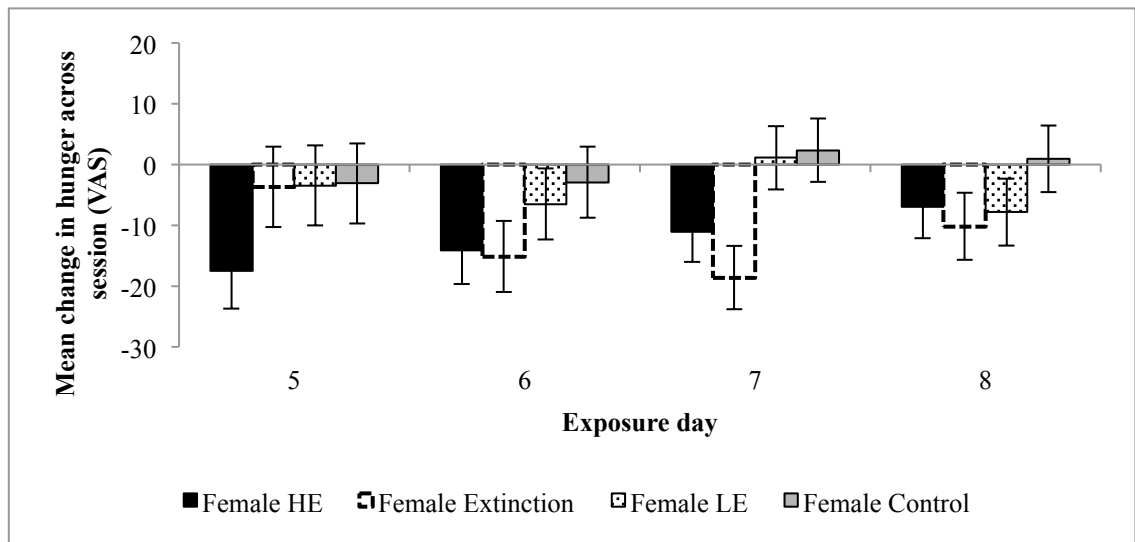 Mean change in hunger across
session (VAS)
20
10
0
-10
-20
-30
5 6 7 8
Exposure day
Female HE Female Extinction Female LE Female Control